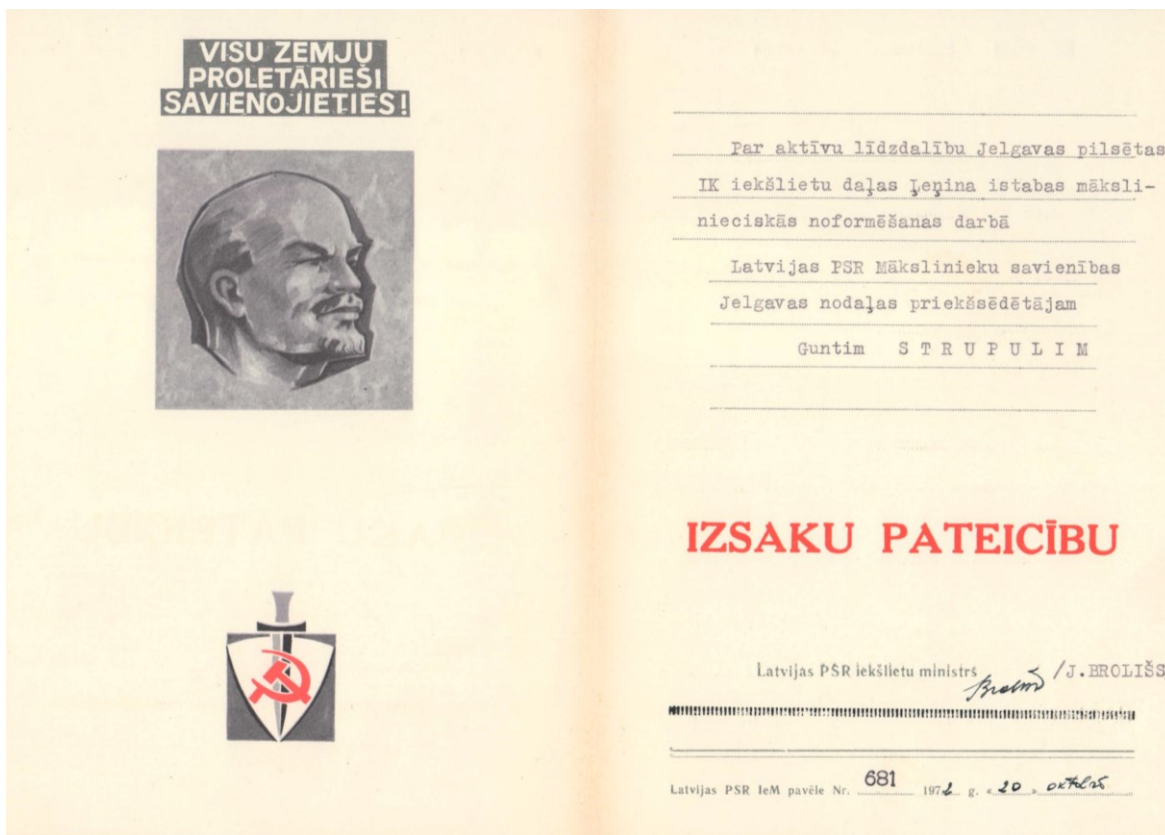 VISU ZEMJU
PROLETĀRIEŠI
SAVIENOJIETIES!
Par aktīvu līdzdalību Jelgavas pilsētas
IK iekšlietu daļas Ļeņina istabas māksli-
nieciskās noformēšanas darbā
Latvijas PSR Mākslinieku savienības
Jelgavas nodaļas priekšsēdētājam
Guntim S T R U P U L I M
IZSAKU PATEICĪBU
Latvijas PSR iekšlietu ministrs /J.BROLIŠS
Latvijas PSR IeM pavēle Nr. 681 1972 g. «20» oktobrī